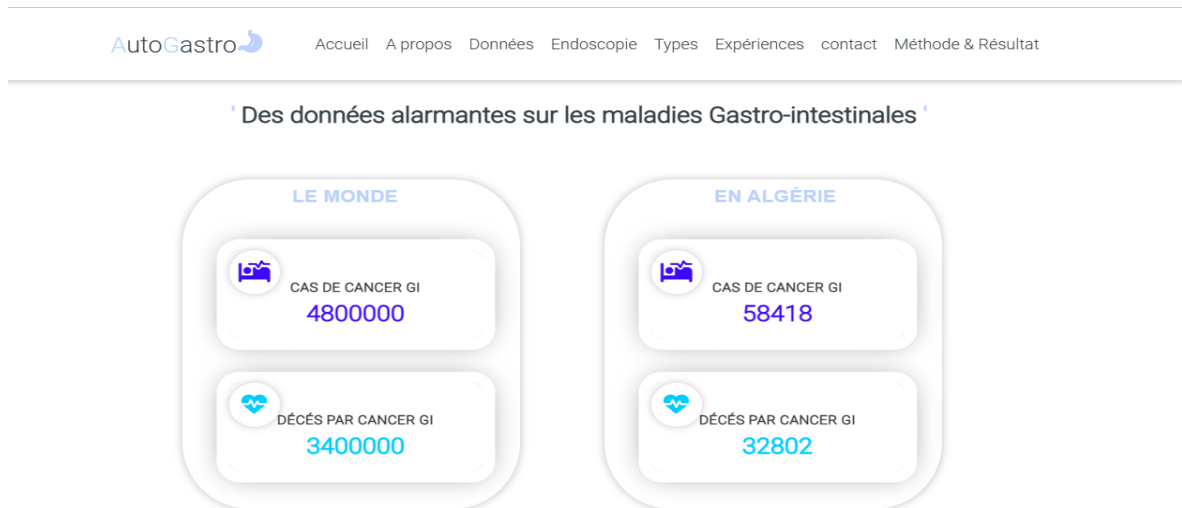 AutoGastro Accueil A propos Données Endoscopie Types Expériences contact Méthode & Résultat
' Des données alarmantes sur les maladies Gastro-intestinales '
LE MONDE
CAS DE CANCER GI
4800000
DÉCÉS PAR CANCER GI
3400000
EN ALGÉRIE
CAS DE CANCER GI
58418
DÉCÉS PAR CANCER GI
32802